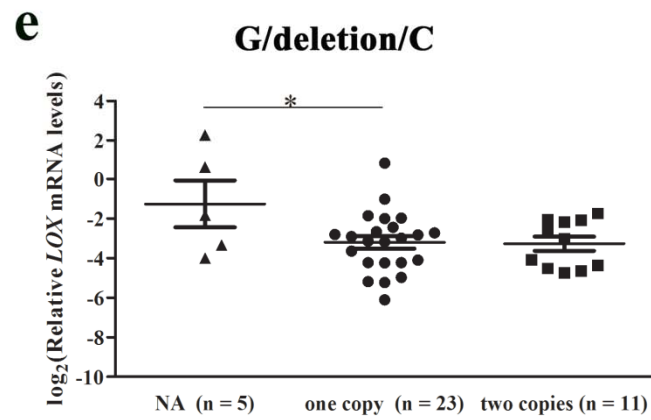 e
G/deletion/C
*
log₂(Relative LOX mRNA levels)
4
2
0
-2
-4
-6
-8
-10
NA (n = 5) one copy (n = 23) two copies (n = 11)